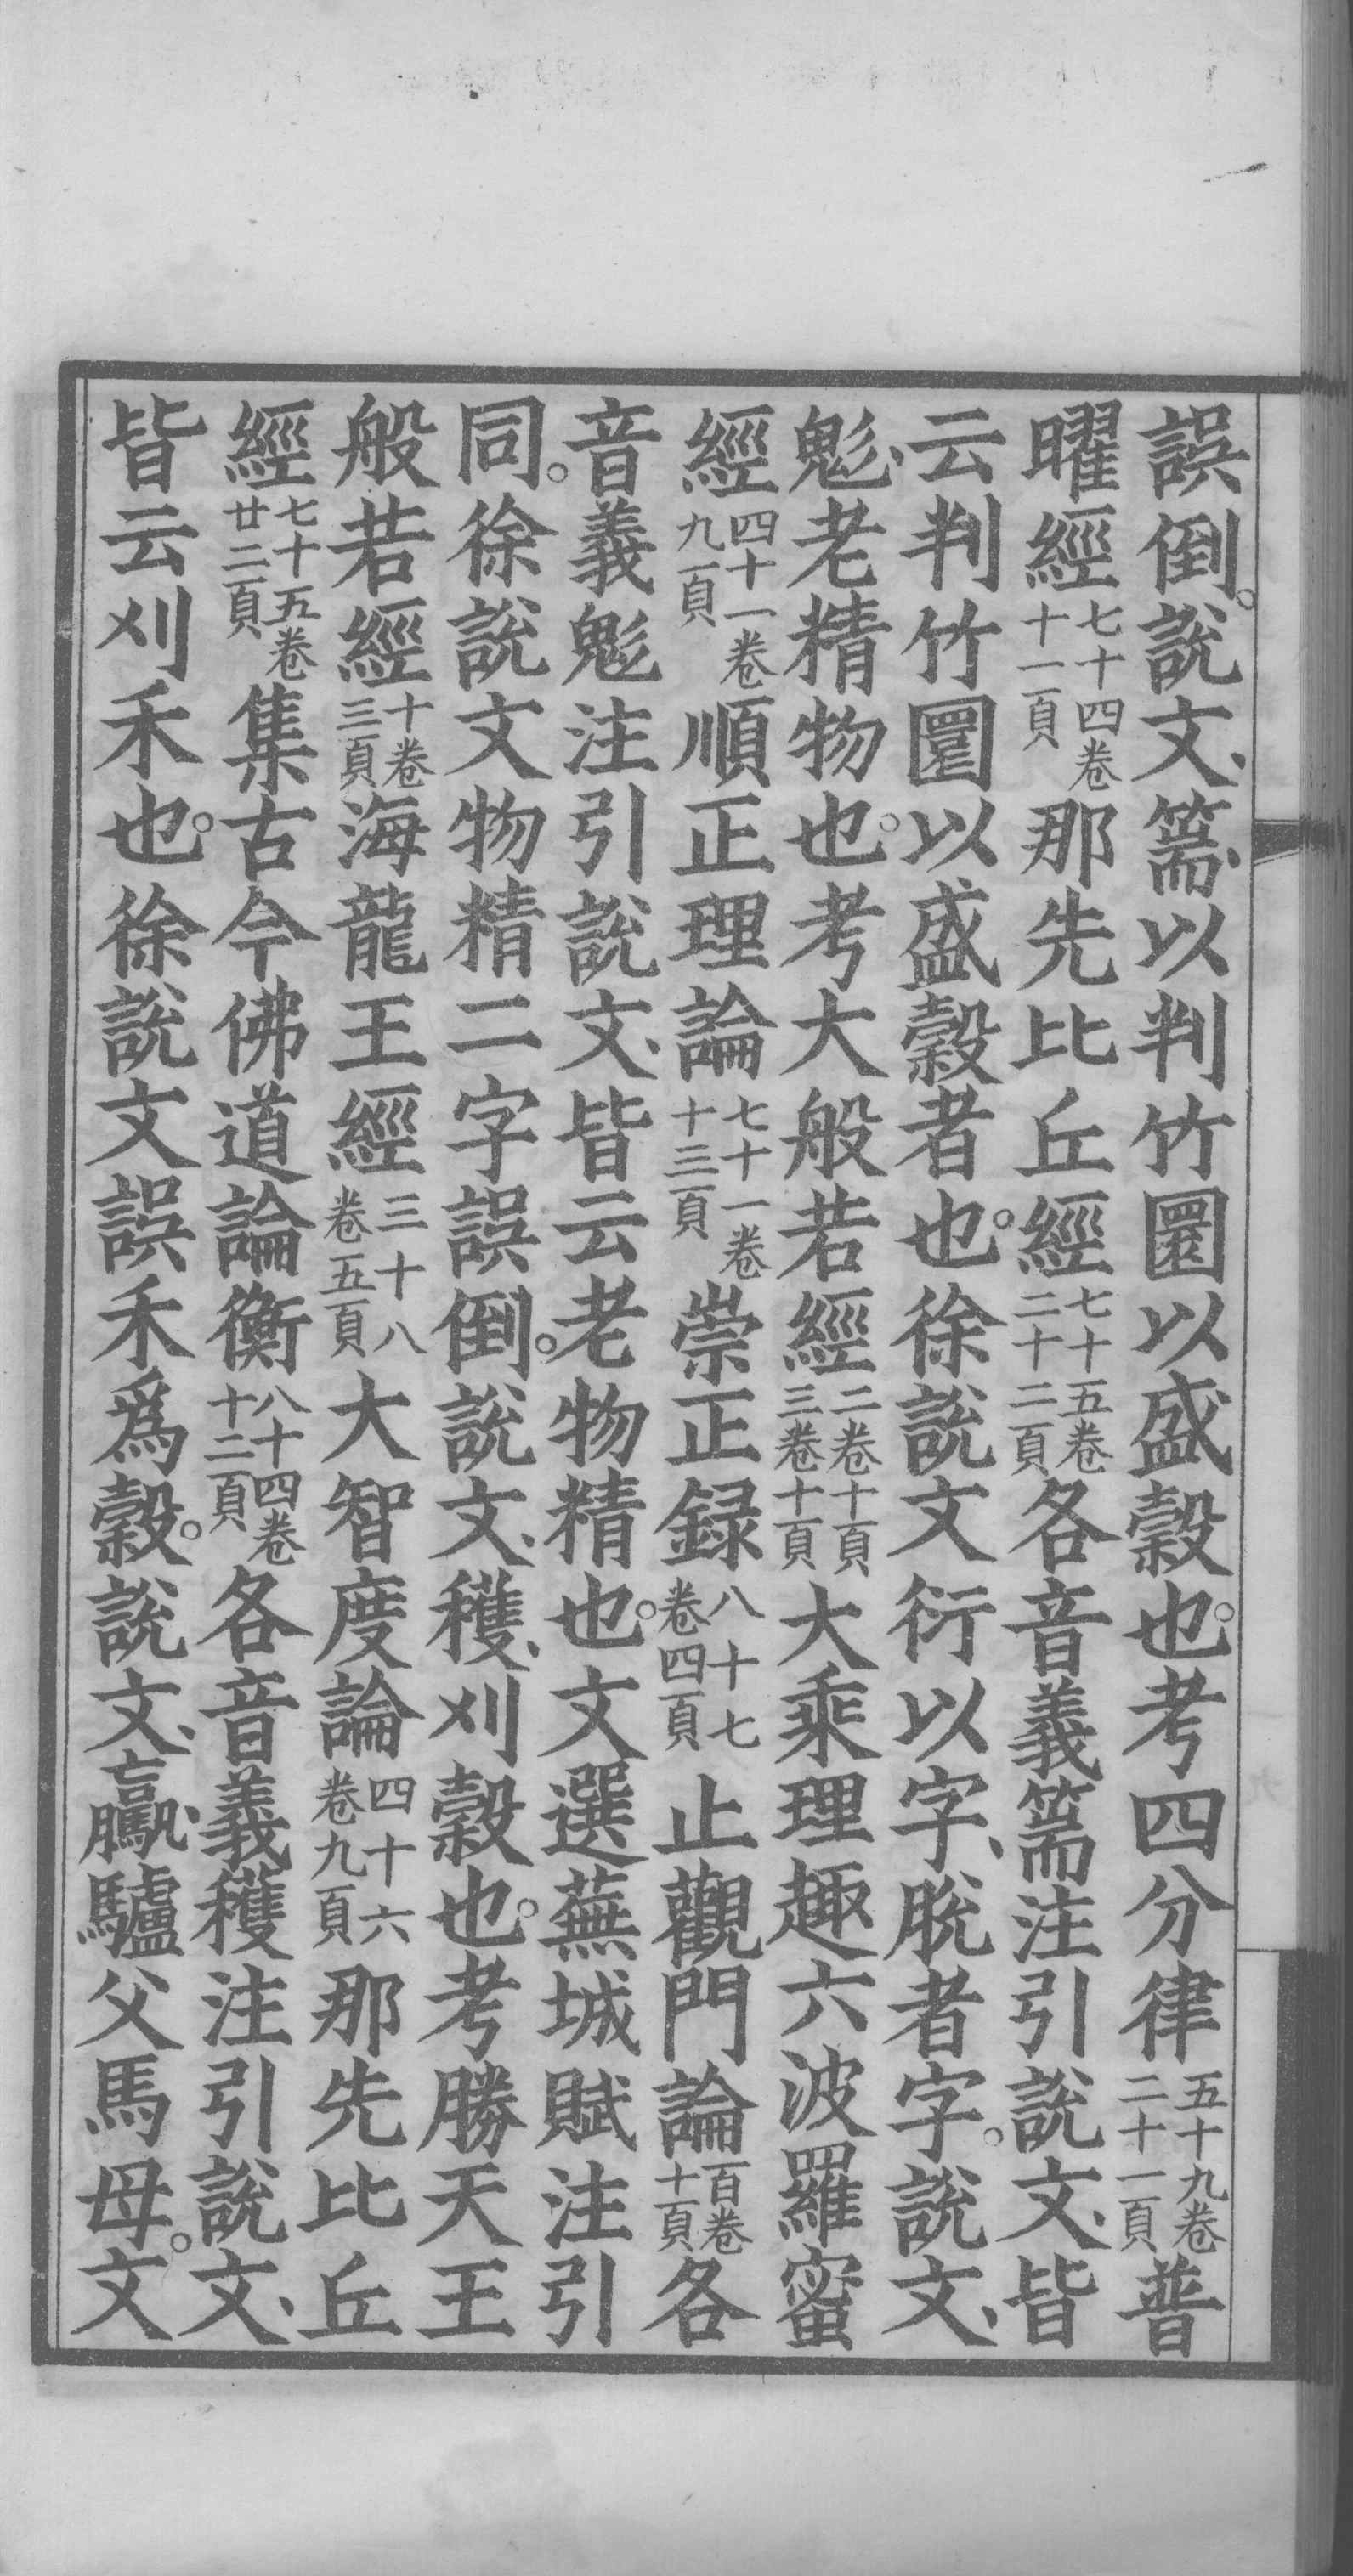 誤倒。說文、篅、以判竹圜以盛穀也。考四分律五十九卷二十一頁普
曜經七十四卷十一頁那先比丘經七十五卷二十二頁各音義篅注引說文、皆
云判竹圜以盛穀者也。徐說文衍以字、脫者字。說文、
鬽、老精物也。考大般若經二卷十頁三卷十頁大乘理趣六波羅蜜
經四十一卷九頁順正理論七十一卷十三頁崇正録八十七卷四頁止觀門論百卷十頁各
音義鬽注引說文、皆云老物精也。文選蕪城賦注引
同。徐說文物精二字誤倒。說文、穫、刈穀也。考勝天王
般若經十卷三頁海龍王經三十八卷五頁大智度論四十六卷九頁那先比丘
經七十五卷廿二頁集古今佛道論衡八十四卷十二頁各音義穫注引說文、
皆云刈禾也。徐說文誤禾爲穀。說文、驘、驢父馬母。文